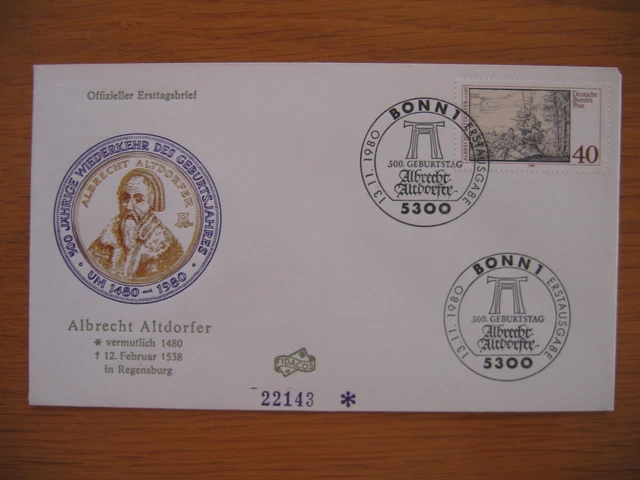 Offizieller Ersttagsbrief
500 JÄHRIGE WIEDERKEHR DES GEBURTSJAHRES
· UM 1480 – 1980 ·
ALBRECHT ALTDORFER
Albrecht Altdorfer
* vermutlich 1480
† 12. Februar 1538
in Regensburg
FIDACOS
22143 *
Deutsche
Bundes
Post
40
BONN 1
13.11.1980
ERSTAUSGABE
500. GEBURTSTAG
Albrecht
Altdorfer
5300
BONN 1
13.11.1980
ERSTAUSGABE
500. GEBURTSTAG
Albrecht
Altdorfer
5300